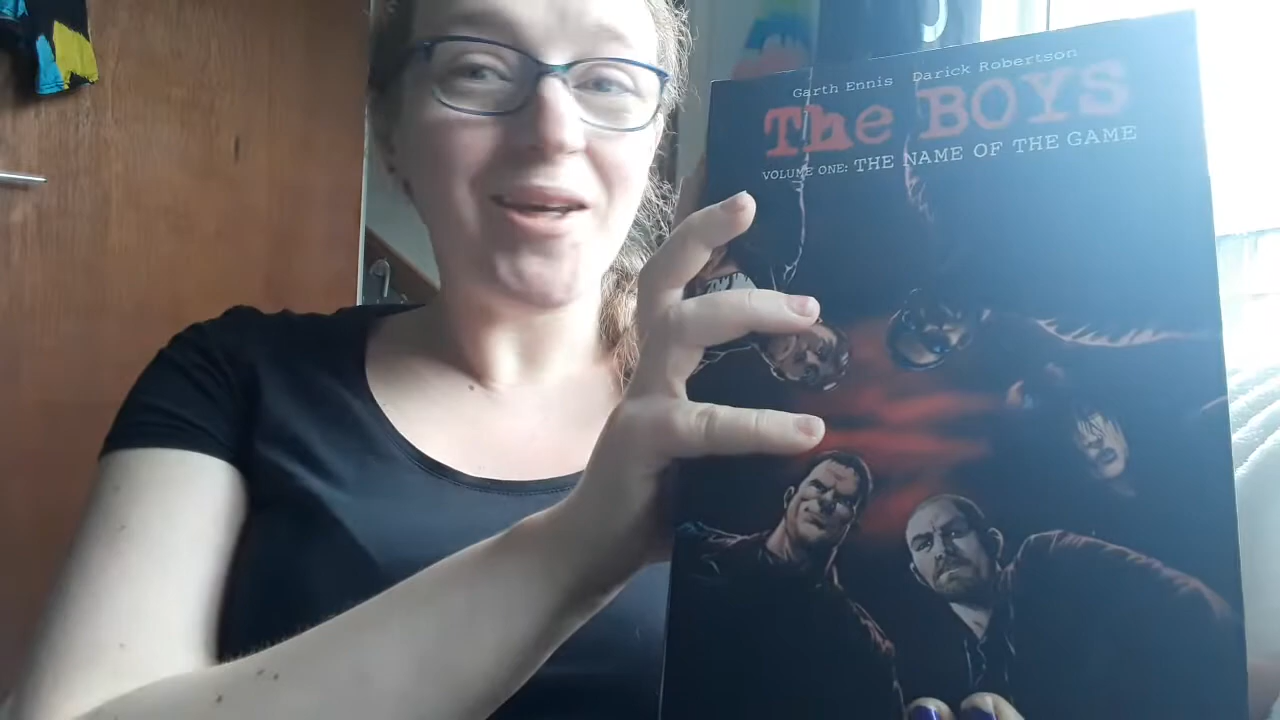 Garth Ennis Darick Robertson
The BOYS
VOLUME ONE: THE NAME OF THE GAME